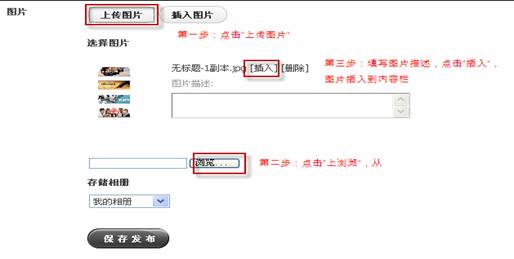 图片
上传图片 插入图片
第一步：点击"上传图片"
选择图片
无标题-1副本.jpg [插入] [删除]
第三步：填写图片描述，点击"插入"，
图片插入到内容栏
图片描述:
浏览...
第二步：点击"上浏览"，从
存储相册
我的相册
保存发布